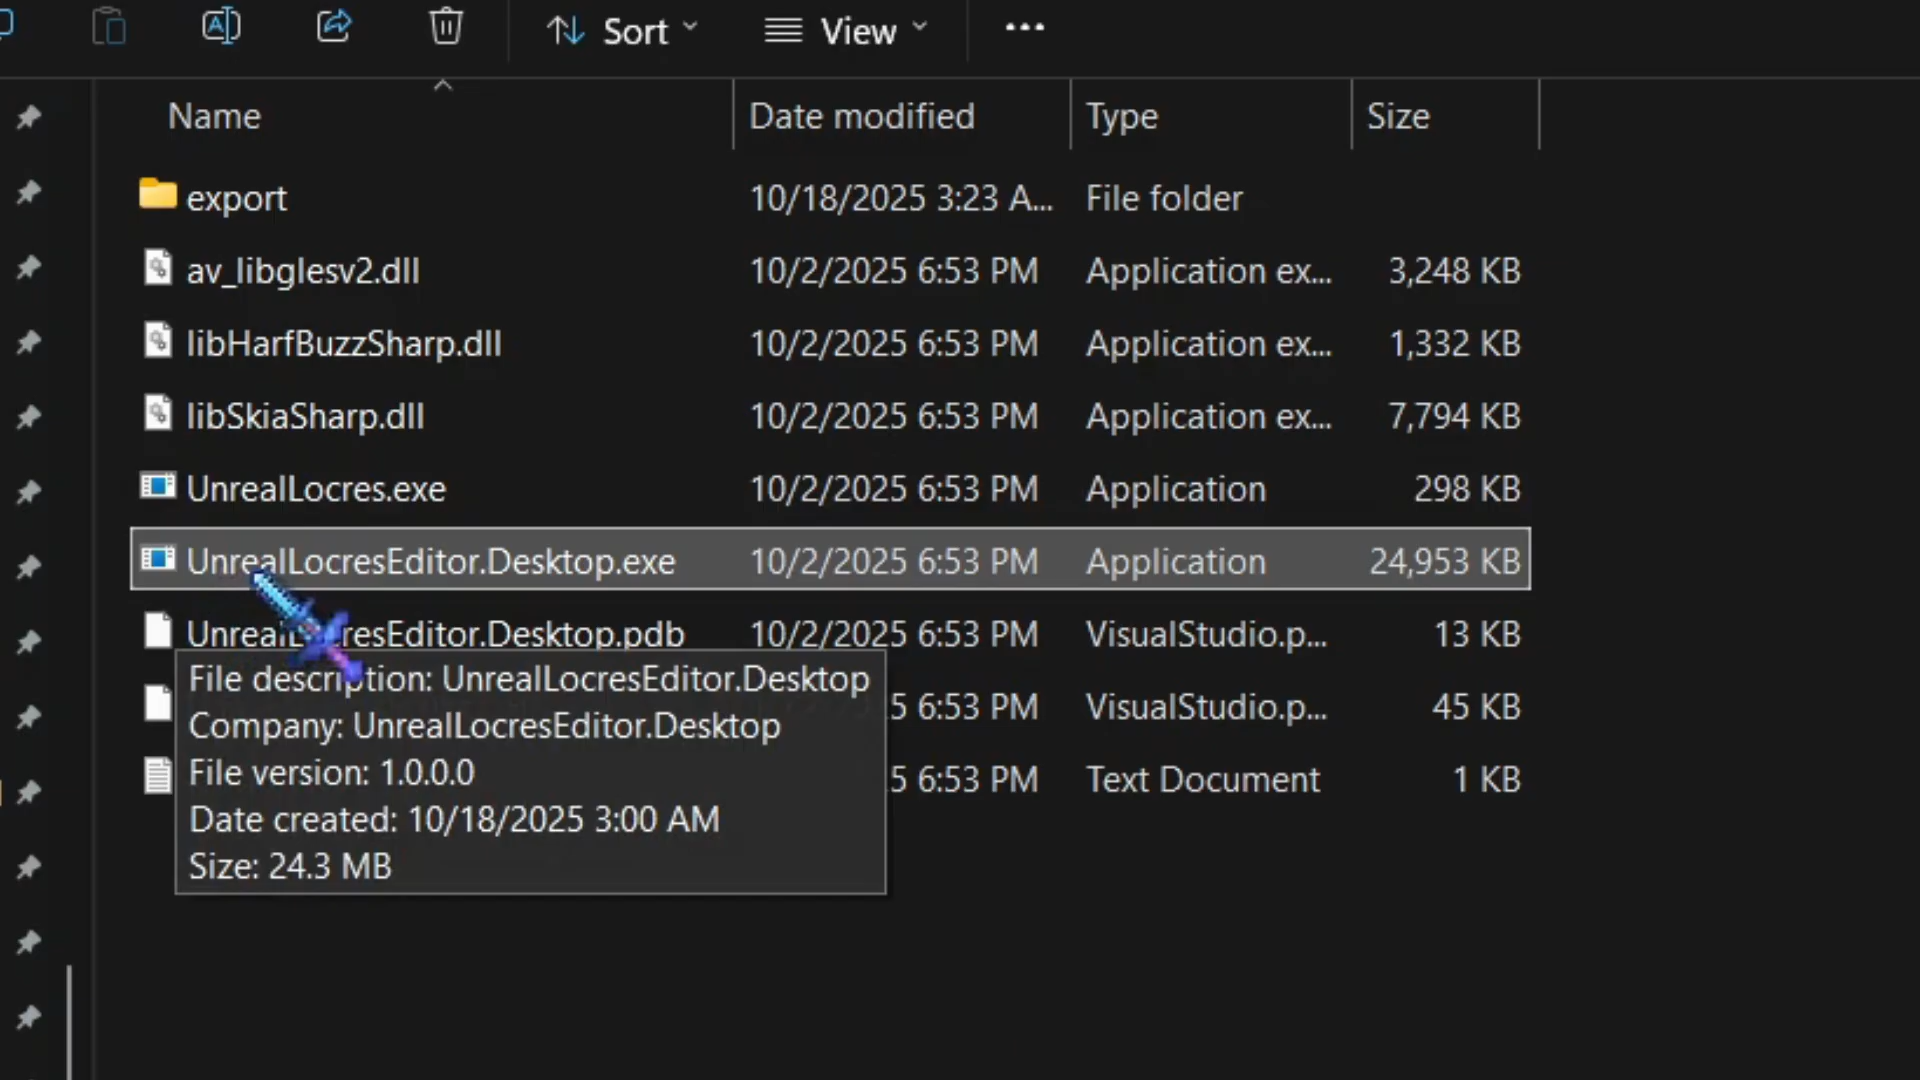 Sort
View
Name Date modified Type Size
export 10/18/2025 3:23 A... File folder
av_libglesv2.dll 10/2/2025 6:53 PM Application ex... 3,248 KB
libHarfBuzzSharp.dll 10/2/2025 6:53 PM Application ex... 1,332 KB
libSkiaSharp.dll 10/2/2025 6:53 PM Application ex... 7,794 KB
UnrealLocres.exe 10/2/2025 6:53 PM Application 298 KB
UnrealLocresEditor.Desktop.exe 10/2/2025 6:53 PM Application 24,953 KB
UnrealLocresEditor.Desktop.pdb 10/2/2025 6:53 PM VisualStudio.p... 13 KB
5 6:53 PM VisualStudio.p... 45 KB
5 6:53 PM Text Document 1 KB
File description: UnrealLocresEditor.Desktop
Company: UnrealLocresEditor.Desktop
File version: 1.0.0.0
Date created: 10/18/2025 3:00 AM
Size: 24.3 MB